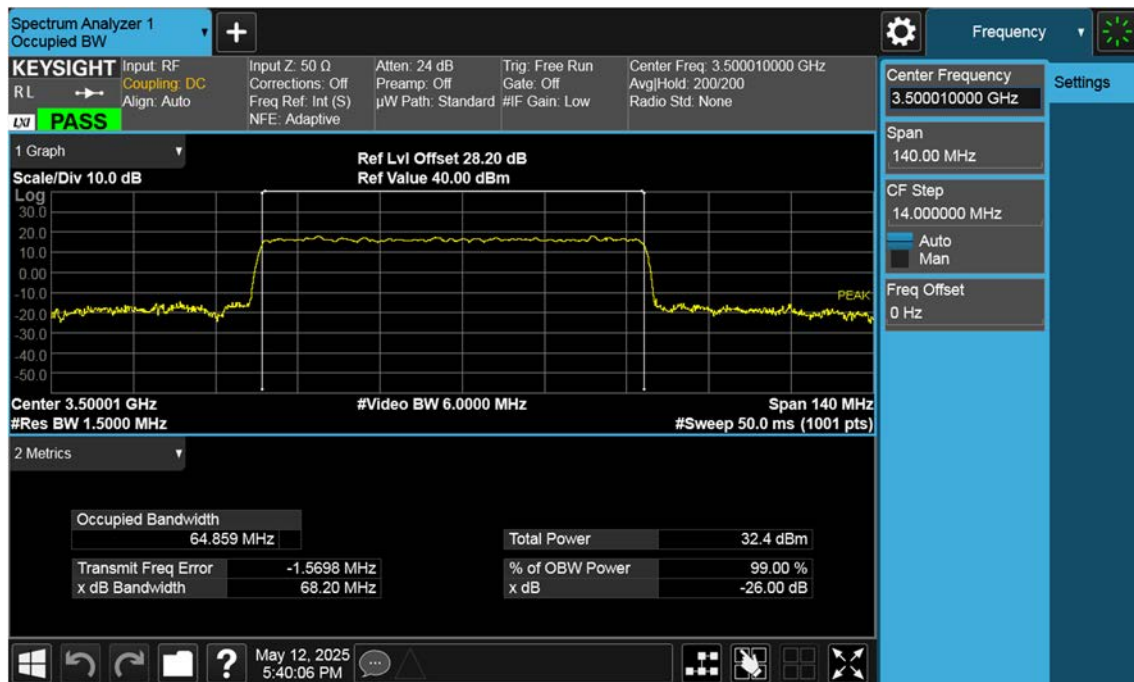 Spectrum Analyzer 1
Occupied BW
+
Frequency
KEYSIGHT
RL
LXI
PASS
Input: RF
Coupling: DC
Align: Auto
Input Z: 50 Ω
Corrections: Off
Freq Ref: Int (S)
NFE: Adaptive
Atten: 24 dB
Preamp: Off
µW Path: Standard
Trig: Free Run
Gate: Off
#IF Gain: Low
Center Freq: 3.500010000 GHz
Avg|Hold: 200/200
Radio Std: None
Center Frequency
3.500010000 GHz
Settings
Span
140.00 MHz
CF Step
14.000000 MHz
Auto
Man
Freq Offset
0 Hz
1 Graph
Scale/Div 10.0 dB
Ref Lvl Offset 28.20 dB
Ref Value 40.00 dBm
Log
30.0
20.0
10.0
0.00
-10.0
-20.0
-30.0
-40.0
-50.0
PEAK
Center 3.50001 GHz
#Video BW 6.0000 MHz
Span 140 MHz
#Res BW 1.5000 MHz
#Sweep 50.0 ms (1001 pts)
2 Metrics
Occupied Bandwidth
64.859 MHz
Total Power 32.4 dBm
Transmit Freq Error -1.5698 MHz
% of OBW Power 99.00 %
x dB Bandwidth 68.20 MHz
x dB -26.00 dB
?
May 12, 2025
5:40:06 PM